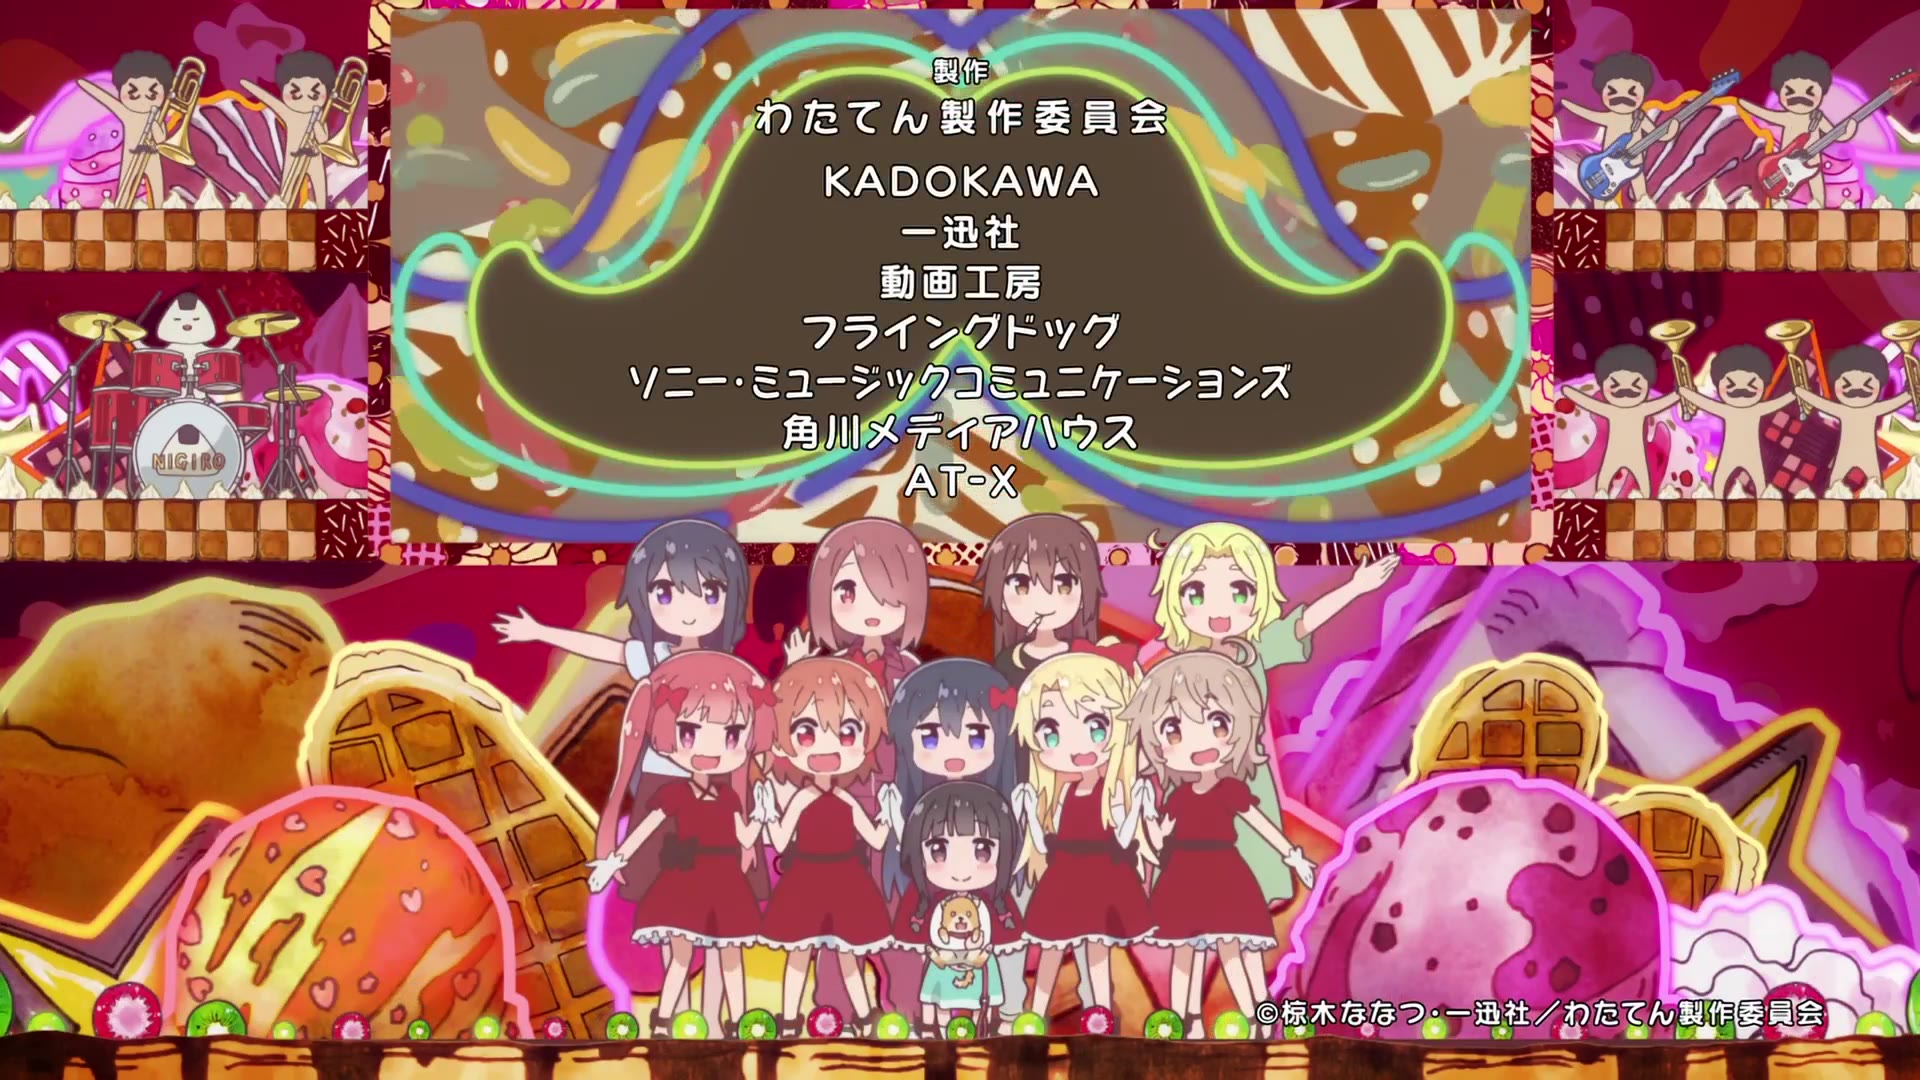 製作
わたてん製作委員会
KADOKAWA
一迅社
動画工房
フライングドッグ
ソニー・ミュージックコミュニケーションズ
角川メディアハウス
AT-X
NIGIRO
©椋木ななつ・一迅社／わたてん製作委員会